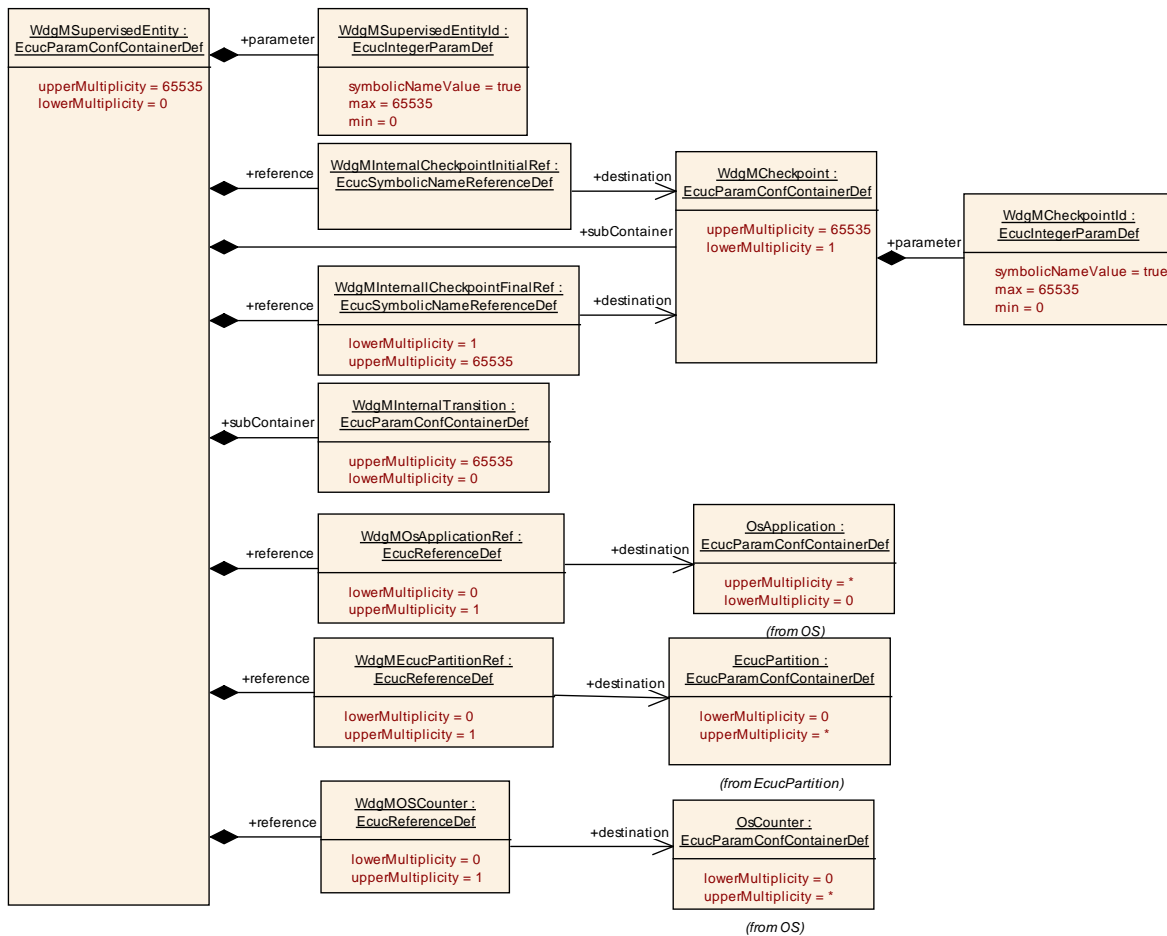 WdgMSupervisedEntity :
EcucParamConfContainerDef
upperMultiplicity = 65535
lowerMultiplicity = 0
+parameter
WdgMSupervisedEntityId :
EcucIntegerParamDef
symbolicNameValue = true
max = 65535
min = 0
+reference
WdgMInternalCheckpointInitialRef :
EcucSymbolicNameReferenceDef
+destination
WdgMCheckpoint :
EcucParamConfContainerDef
upperMultiplicity = 65535
lowerMultiplicity = 1
+subContainer
+parameter
WdgMCheckpointId :
EcucIntegerParamDef
symbolicNameValue = true
max = 65535
min = 0
+reference
WdgMInternallCheckpointFinalRef :
EcucSymbolicNameReferenceDef
lowerMultiplicity = 1
upperMultiplicity = 65535
+destination
+subContainer
WdgMInternalTransition :
EcucParamConfContainerDef
upperMultiplicity = 65535
lowerMultiplicity = 0
+reference
WdgMOsApplicationRef :
EcucReferenceDef
lowerMultiplicity = 0
upperMultiplicity = 1
+destination
OsApplication :
EcucParamConfContainerDef
upperMultiplicity = *
lowerMultiplicity = 0
(from OS)
+reference
WdgMEcucPartitionRef :
EcucReferenceDef
lowerMultiplicity = 0
upperMultiplicity = 1
+destination
EcucPartition :
EcucParamConfContainerDef
lowerMultiplicity = 0
upperMultiplicity = *
(from EcucPartition)
+reference
WdgMOSCounter :
EcucReferenceDef
lowerMultiplicity = 0
upperMultiplicity = 1
+destination
OsCounter :
EcucParamConfContainerDef
lowerMultiplicity = 0
upperMultiplicity = *
(from OS)